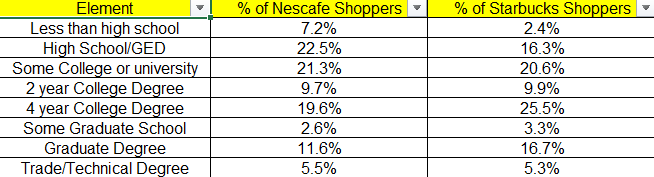 Element % of Nescafe Shoppers % of Starbucks Shoppers
Less than high school 7.2% 2.4%
High School/GED 22.5% 16.3%
Some College or university 21.3% 20.6%
2 year College Degree 9.7% 9.9%
4 year College Degree 19.6% 25.5%
Some Graduate School 2.6% 3.3%
Graduate Degree 11.6% 16.7%
Trade/Technical Degree 5.5% 5.3%